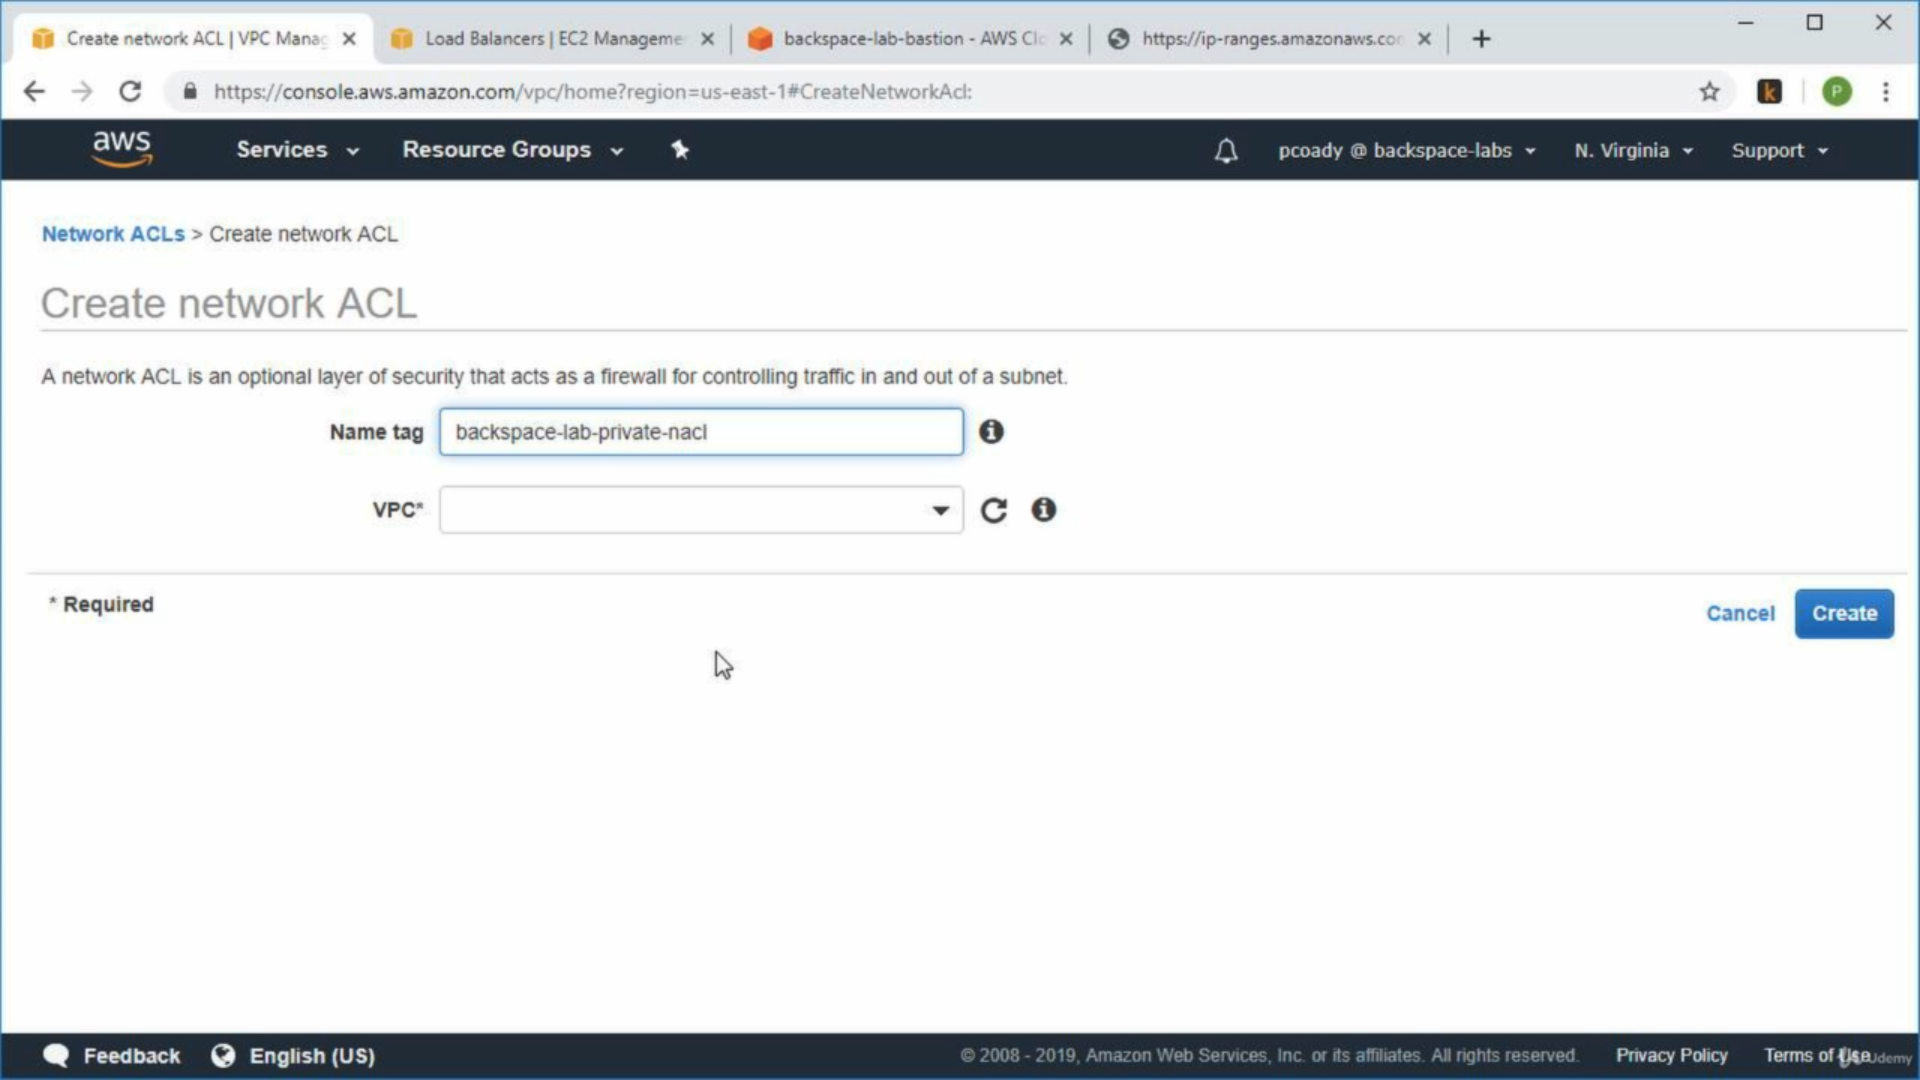 Create network ACL | VPC Manag
Load Balancers | EC2 Manageme
backspace-lab-bastion - AWS Clo
https://ip-ranges.amazonaws.com
https://console.aws.amazon.com/vpc/home?region=us-east-1#CreateNetworkAcl:
k
P
aws
Services
Resource Groups
pcoady @ backspace-labs
N. Virginia
Support
Network ACLs > Create network ACL
Create network ACL
A network ACL is an optional layer of security that acts as a firewall for controlling traffic in and out of a subnet.
Name tag
backspace-lab-private-nacl
VPC*
* Required
Cancel
Create
Feedback
English (US)
© 2008 - 2019, Amazon Web Services, Inc. or its affiliates. All rights reserved.
Privacy Policy
Terms of Use
Udemy